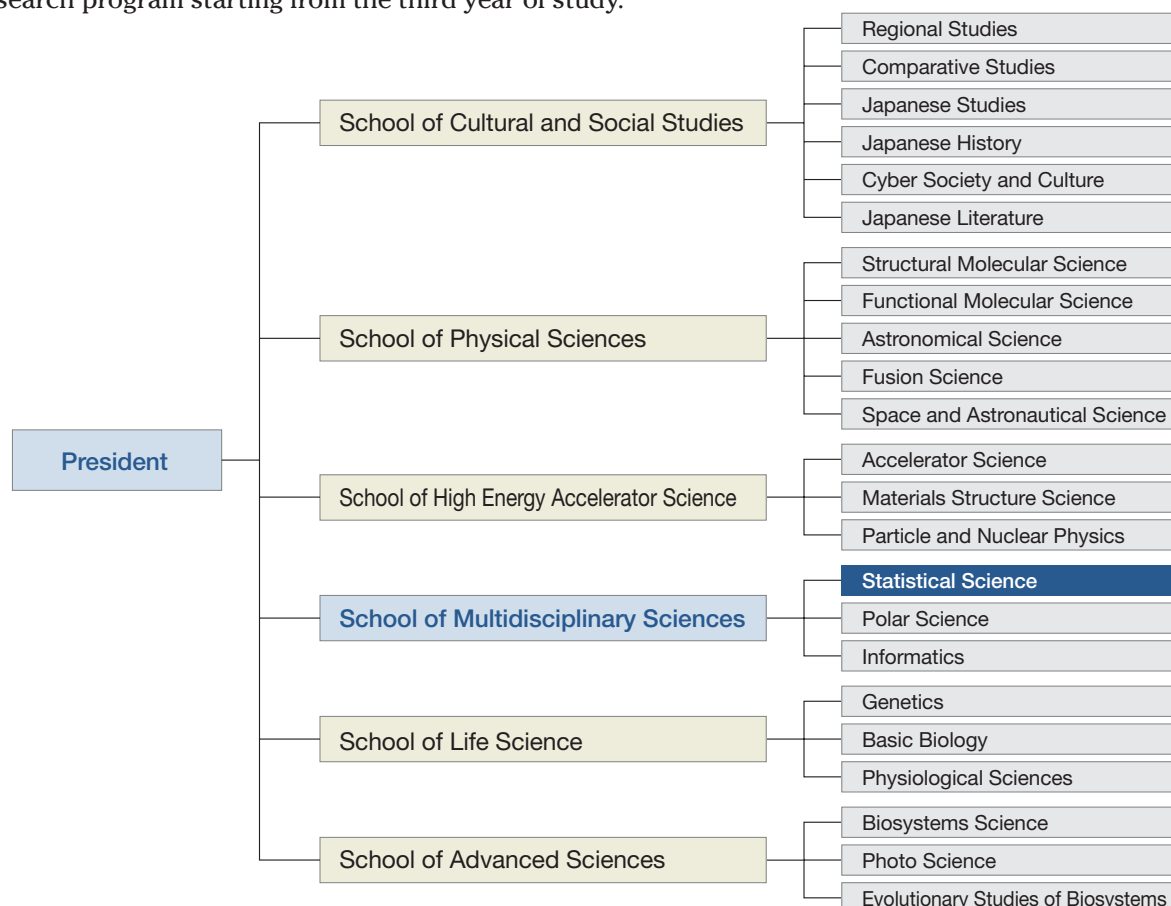 search program starting from the third year of study.
President
School of Cultural and Social Studies
Regional Studies
Comparative Studies
Japanese Studies
Japanese History
Cyber Society and Culture
Japanese Literature
School of Physical Sciences
Structural Molecular Science
Functional Molecular Science
Astronomical Science
Fusion Science
Space and Astronautical Science
School of High Energy Accelerator Science
Accelerator Science
Materials Structure Science
Particle and Nuclear Physics
School of Multidisciplinary Sciences
Statistical Science
Polar Science
Informatics
School of Life Science
Genetics
Basic Biology
Physiological Sciences
School of Advanced Sciences
Biosystems Science
Photo Science
Evolutionary Studies of Biosystems